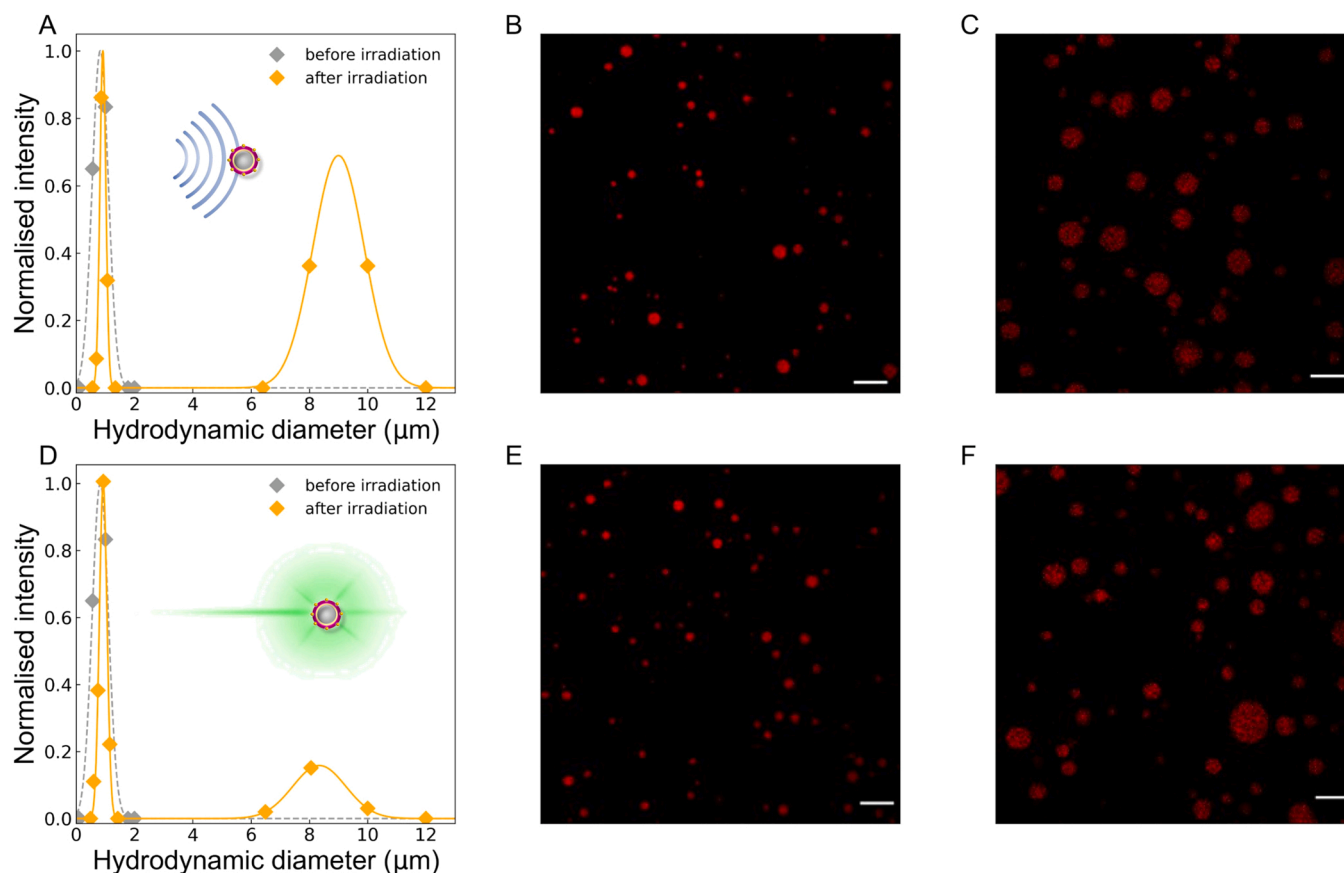 A
B
C
1.0
0.8
0.6
0.4
0.2
0.0
Normalised intensity
before irradiation
after irradiation
0 2 4 6 8 10 12
Hydrodynamic diameter (μm)
D
E
F
1.0
0.8
0.6
0.4
0.2
0.0
Normalised intensity
before irradiation
after irradiation
0 2 4 6 8 10 12
Hydrodynamic diameter (μm)